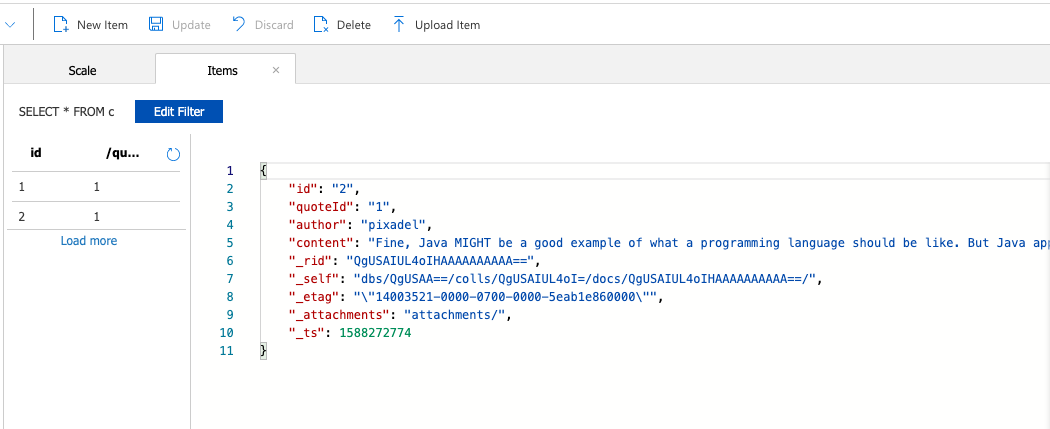 New Item Update Discard Delete Upload Item
Scale Items ×
SELECT * FROM c Edit Filter
id /qu...
1 1
2 1
Load more
1 {
2 "id": "2",
3 "quoteId": "1",
4 "author": "pixadel",
5 "content": "Fine, Java MIGHT be a good example of what a programming language should be like. But Java app
6 "_rid": "QgUSAIUL4oIHAAAAAAAAAA==",
7 "_self": "dbs/QgUSAA==/colls/QgUSAIUL4oI=/docs/QgUSAIUL4oIHAAAAAAAAAA==/",
8 "_etag": "\"14003521-0000-0700-0000-5eab1e860000\"",
9 "_attachments": "attachments/",
10 "_ts": 1588272774
11 }